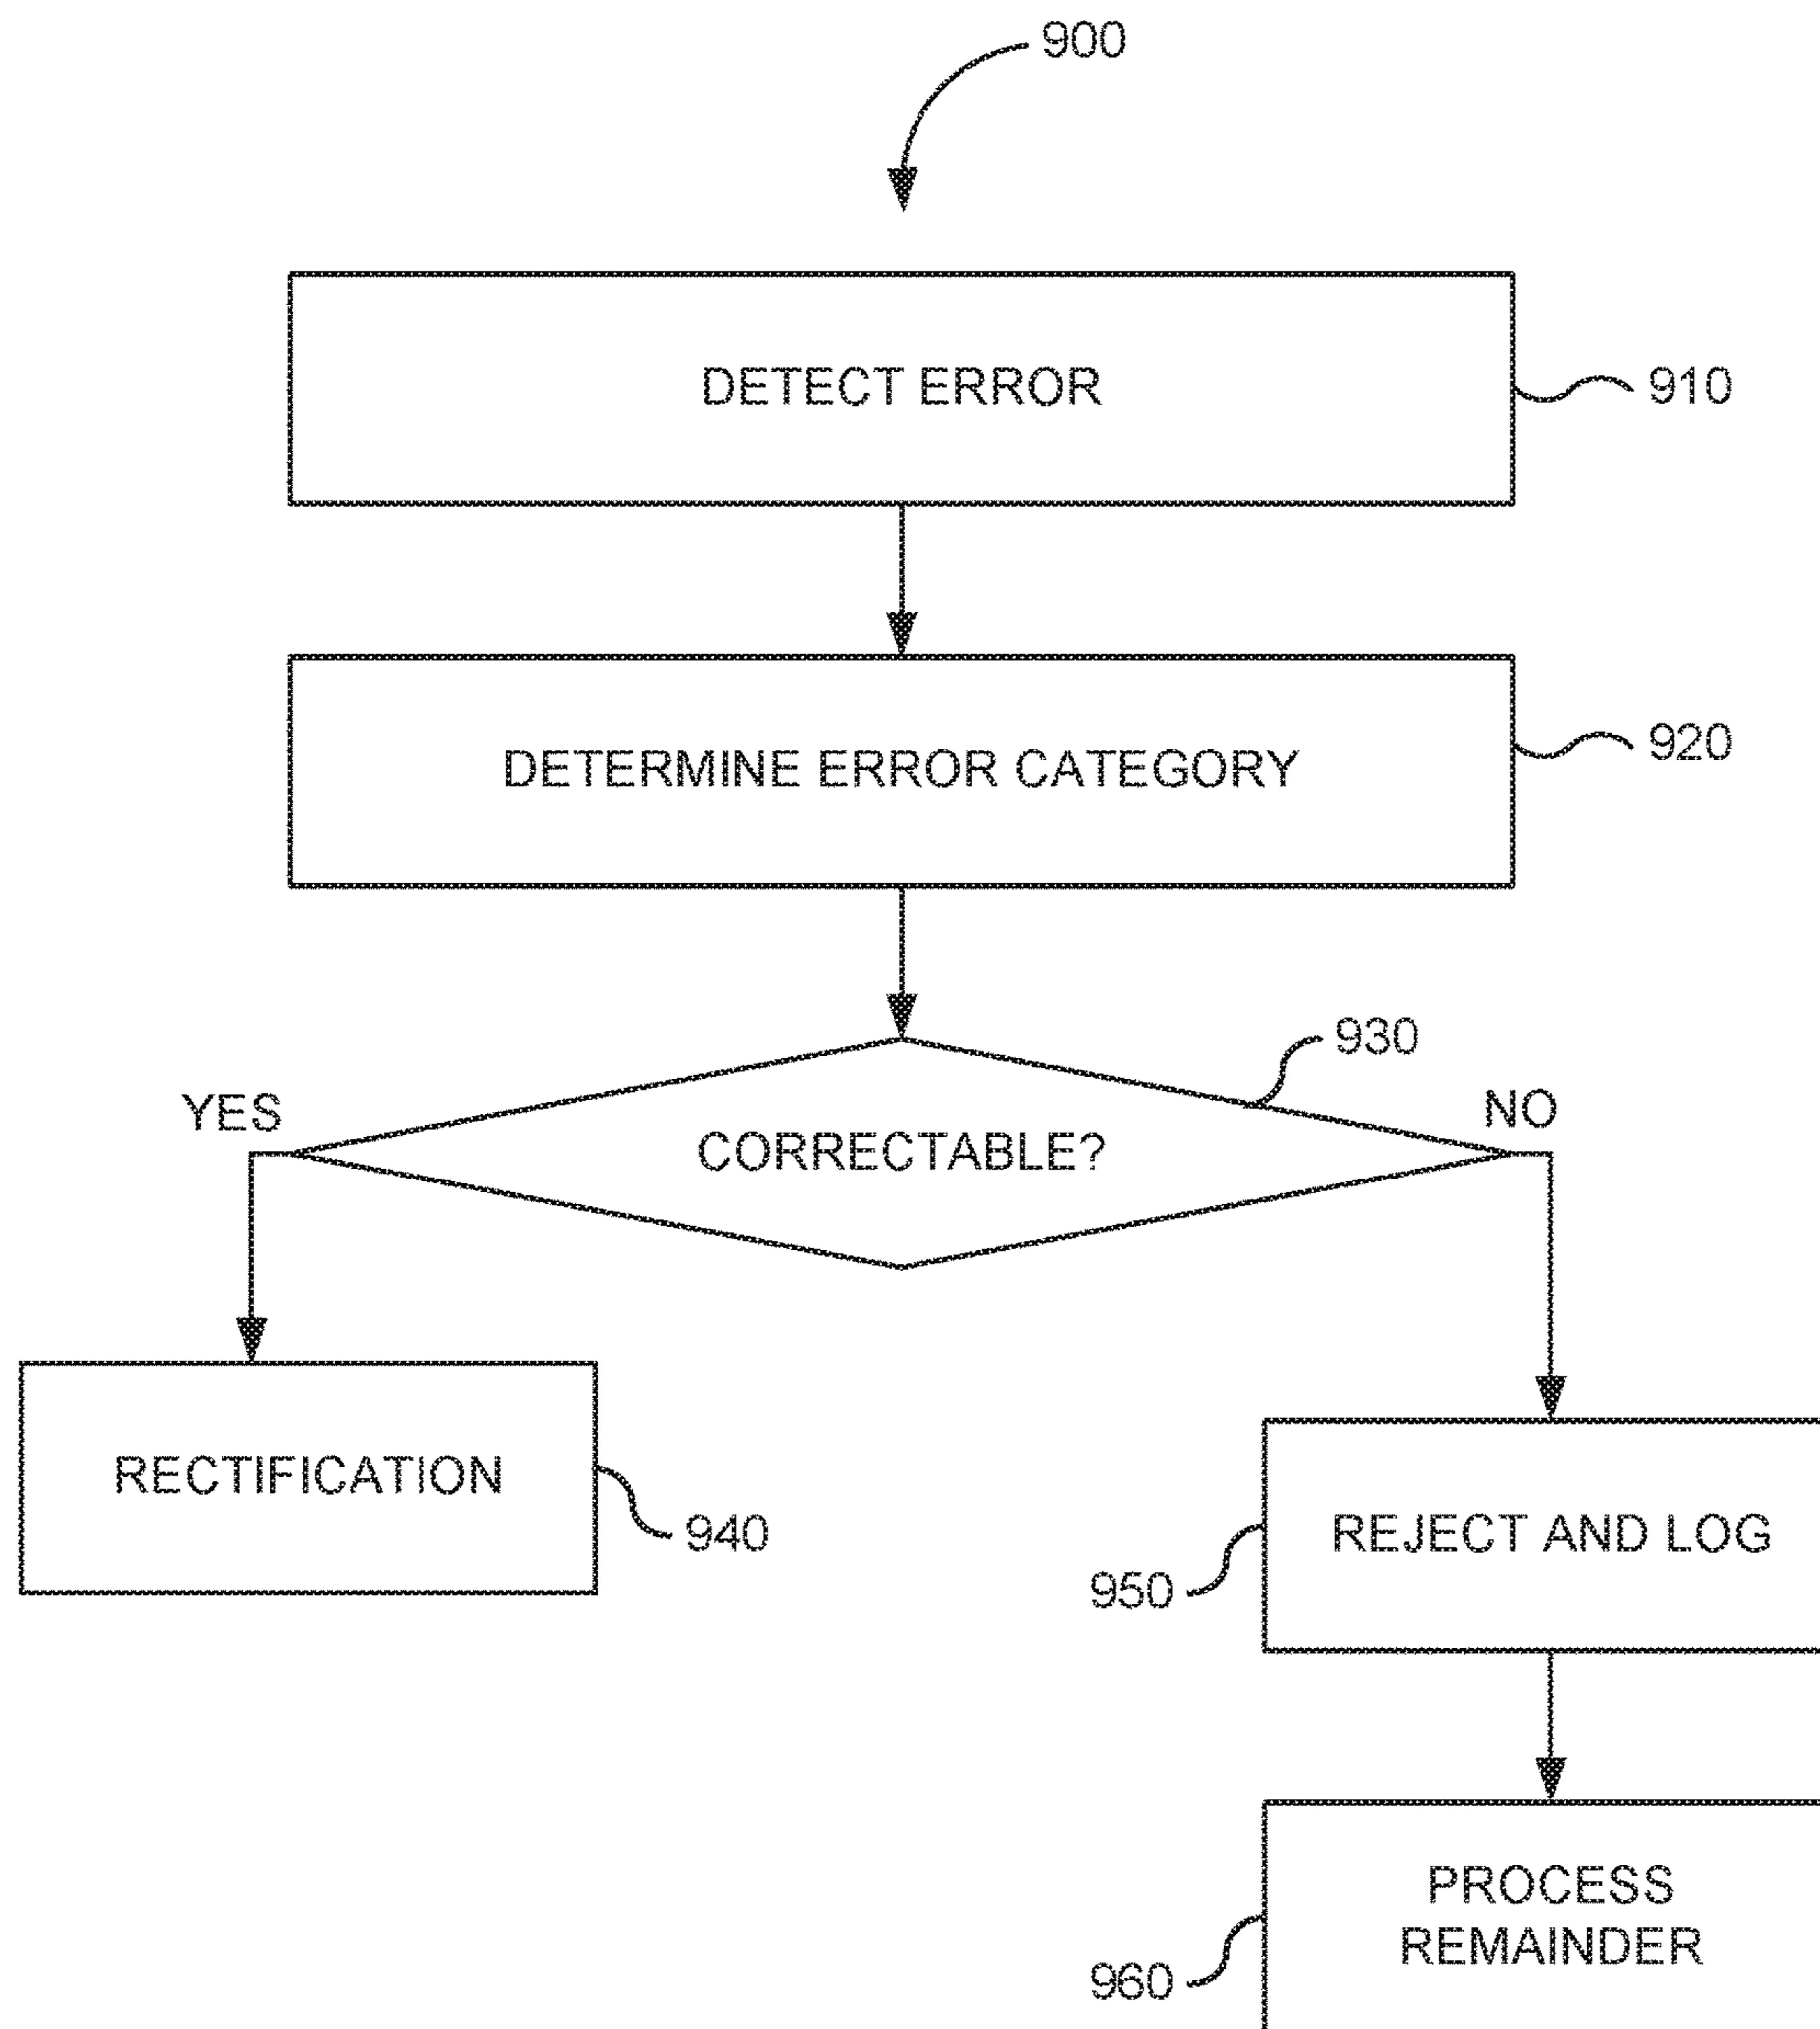 900
DETECT ERROR
910
DETERMINE ERROR CATEGORY
920
930
YES
NO
CORRECTABLE?
RECTIFICATION
940
REJECT AND LOG
950
PROCESS
REMAINDER
960